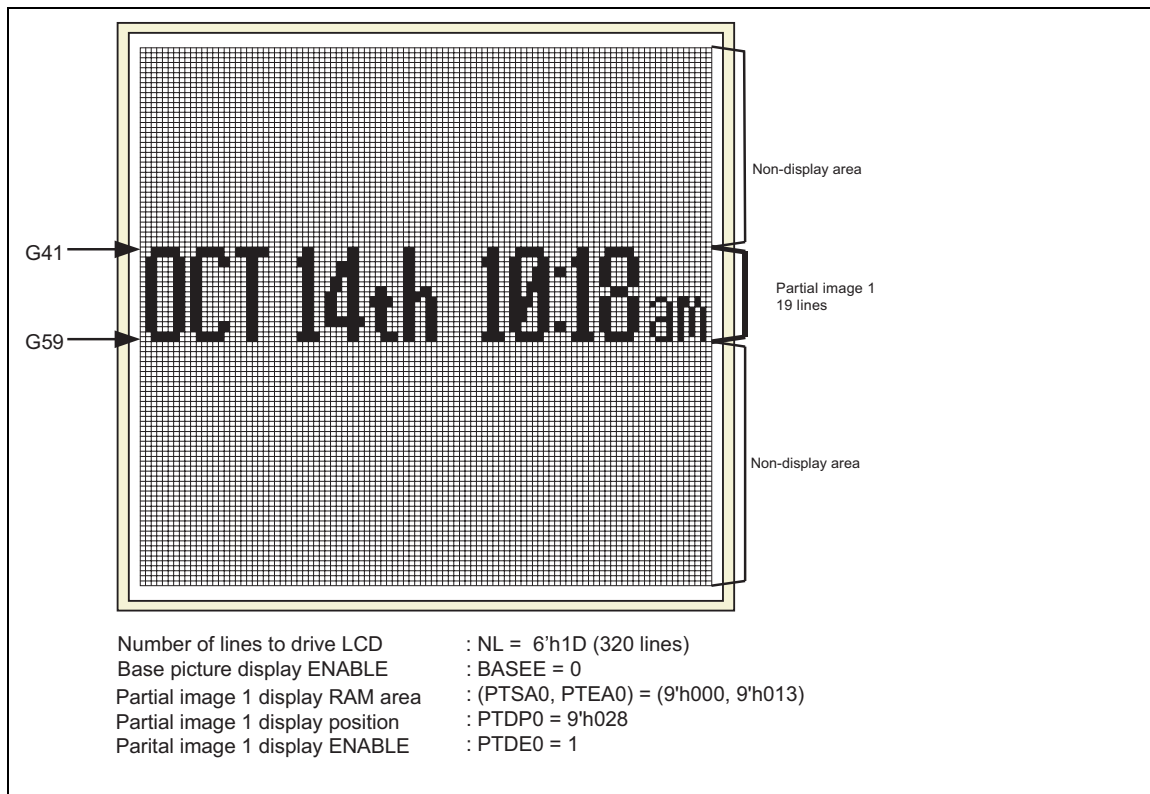 Non-display area
G41
OCT 14th 10:18am
Partial image 1
19 lines
G59
Non-display area
Number of lines to drive LCD : NL = 6'h1D (320 lines)
Base picture display ENABLE : BASEE = 0
Partial image 1 display RAM area : (PTSA0, PTEA0) = (9'h000, 9'h013)
Partial image 1 display position : PTDP0 = 9'h028
Parital image 1 display ENABLE : PTDE0 = 1